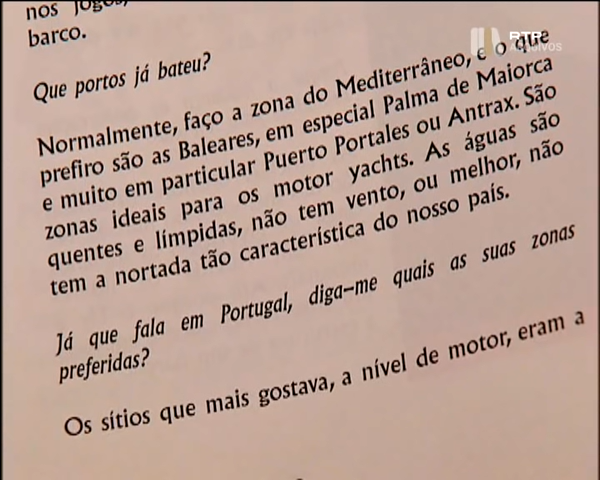 nos jogos,
barco.
Que portos já bateu?
Normalmente, faço a zona do Mediterrâneo, e o que
prefiro são as Baleares, em especial Palma de Maiorca
e muito em particular Puerto Portales ou Antrax. São
zonas ideais para os motor yachts. As águas são
quentes e límpidas, não tem vento, ou melhor, não
tem a nortada tão característica do nosso país.
Já que fala em Portugal, diga-me quais as suas zonas
preferidas?
Os sítios que mais gostava, a nível de motor, eram a
RTP
ARQUIVOS